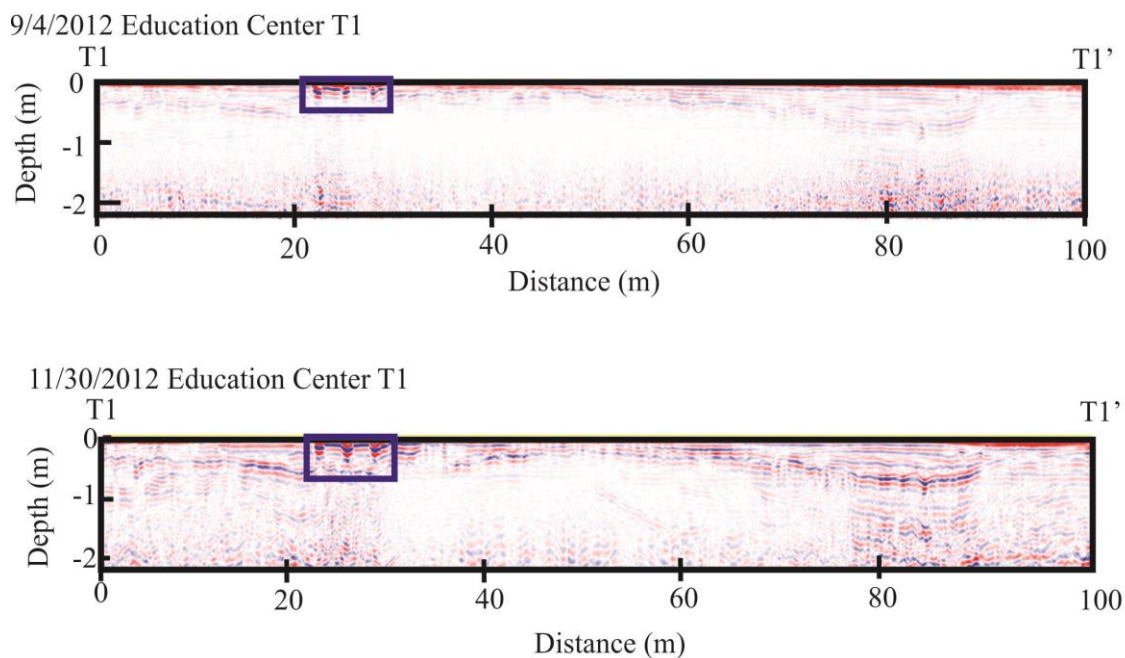 9/4/2012 Education Center T1
T1 T1’
Depth (m)
0
-1
-2
0 20 40 60 80 100
Distance (m)
11/30/2012 Education Center T1
T1 T1’
Depth (m)
0
-1
-2
0 20 40 60 80 100
Distance (m)